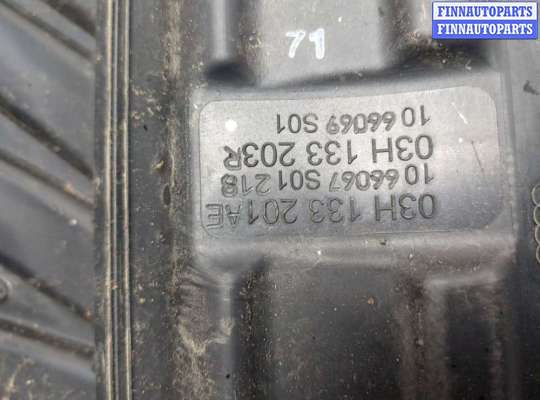 FINNAUTOPARTS
FINNAUTOPARTS
71
03H 133 201AE
10 66067 S01 218
03H 133 203R
10 66069 S01